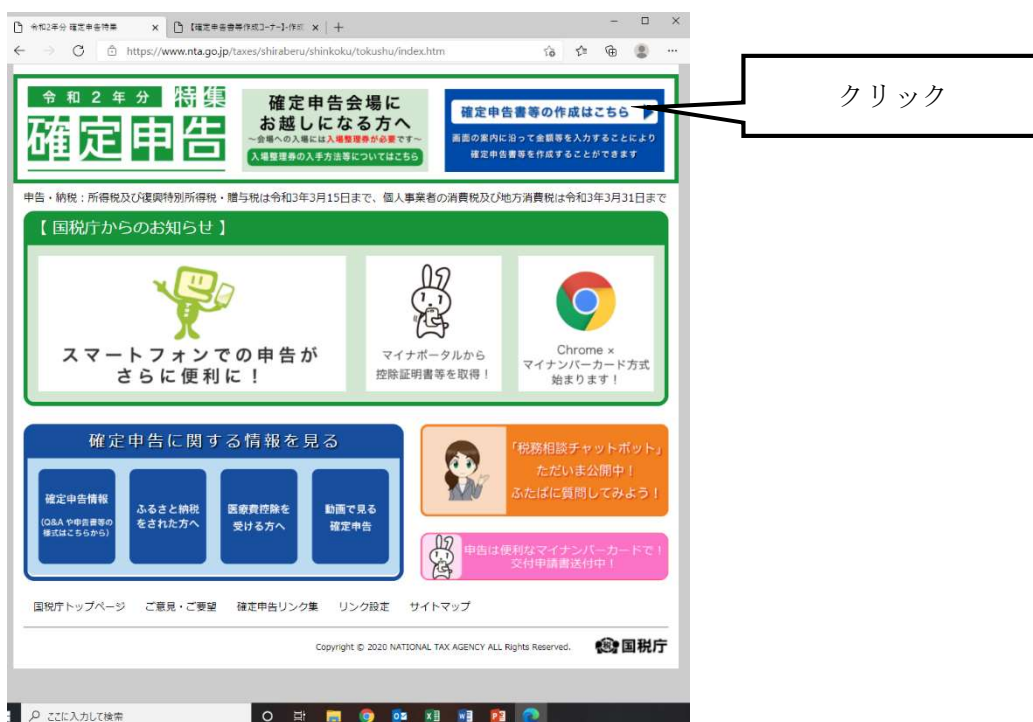 令和2年分 確定申告特集
【確定申告書等作成コーナー】-作成
https://www.nta.go.jp/taxes/shiraberu/shinkoku/tokushu/index.htm
令和2年分 特集
確定申告
確定申告会場に
お越しになる方へ
~会場への入場には入場整理券が必要です~
入場整理券の入手方法等についてはこちら
確定申告書等の作成はこちら
画面の案内に沿って金額等を入力することにより
確定申告書等を作成することができます
クリック
申告・納税:所得税及び復興特別所得税・贈与税は令和3年3月15日まで、個人事業者の消費税及び地方消費税は令和3年3月31日まで
【 国税庁からのお知らせ 】
スマートフォンでの申告が
さらに便利に!
マイナポータルから
控除証明書等を取得!
Chrome ×
マイナンバーカード方式
始まります!
確定申告に関する情報を見る
確定申告情報
(Q&Aや申告書等の
様式はこちらから)
ふるさと納税
をされた方へ
医療費控除を
受ける方へ
動画で見る
確定申告
「税務相談チャットボット」
ただいま公開中!
ふたばに質問してみよう!
申告は便利なマイナンバーカードで!
交付申請書送付中!
国税庁トップページ ご意見・ご要望 確定申告リンク集 リンク設定 サイトマップ
Copyright © 2020 NATIONAL TAX AGENCY ALL Rights Reserved.
国税庁
ここに入力して検索